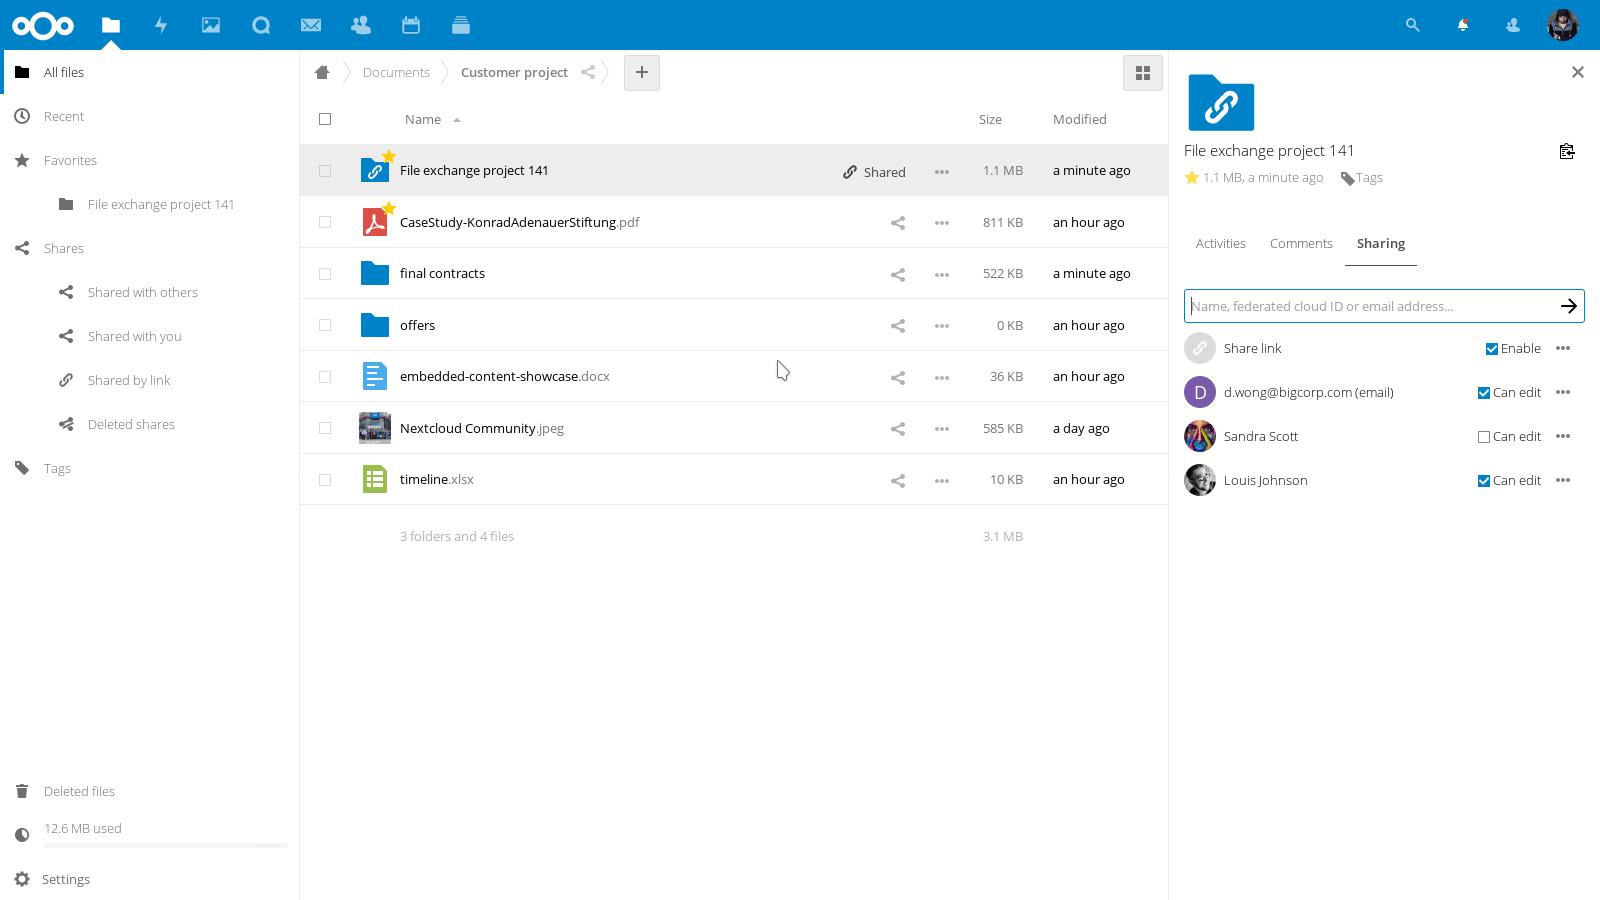 All files
Recent
Favorites
File exchange project 141
Shares
Shared with others
Shared with you
Shared by link
Deleted shares
Tags
Deleted files
12.6 MB used
Settings
Documents Customer project +
Name Size Modified
File exchange project 141 Shared 1.1 MB a minute ago
CaseStudy-KonradAdenauerStiftung.pdf 811 KB an hour ago
final contracts 522 KB a minute ago
offers 0 KB an hour ago
embedded-content-showcase.docx 36 KB an hour ago
Nextcloud Community.jpeg 585 KB a day ago
timeline.xlsx 10 KB an hour ago
3 folders and 4 files 3.1 MB
File exchange project 141
1.1 MB, a minute ago Tags
Activities Comments Sharing
Name, federated cloud ID or email address...
Share link Enable
D d.wong@bigcorp.com (email) Can edit
Sandra Scott Can edit
Louis Johnson Can edit